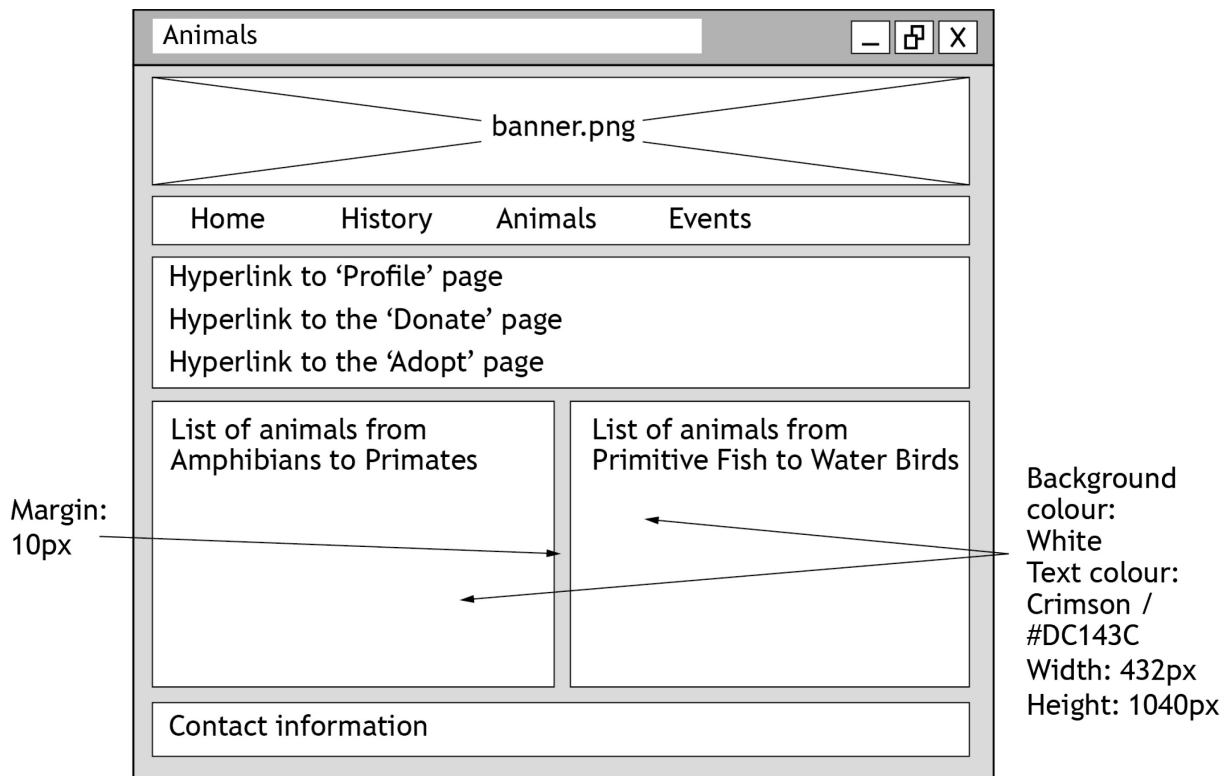 Animals
banner.png
Home History Animals Events
Hyperlink to ‘Profile’ page
Hyperlink to the ‘Donate’ page
Hyperlink to the ‘Adopt’ page
List of animals from
Amphibians to Primates
List of animals from
Primitive Fish to Water Birds
Margin:
10px
Background
colour:
White
Text colour:
Crimson /
#DC143C
Width: 432px
Height: 1040px
Contact information